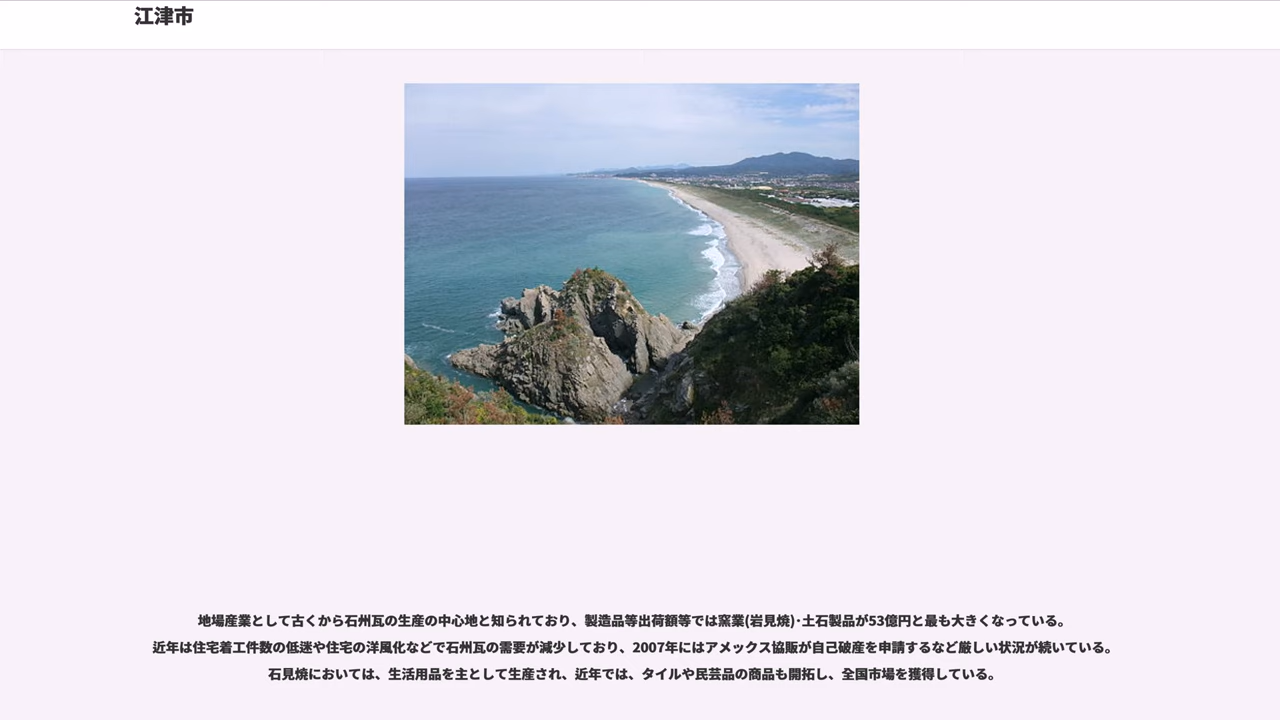 江津市
地場産業として古くから石州瓦の生産の中心地と知られており、製造品等出荷額等では窯業(岩見焼)･土石製品が53億円と最も大きくなっている。
近年は住宅着工件数の低迷や住宅の洋風化などで石州瓦の需要が減少しており、2007年にはアメックス協販が自己破産を申請するなど厳しい状況が続いている。
石見焼においては、生活用品を主として生産され、近年では、タイルや民芸品の商品も開拓し、全国市場を獲得している。